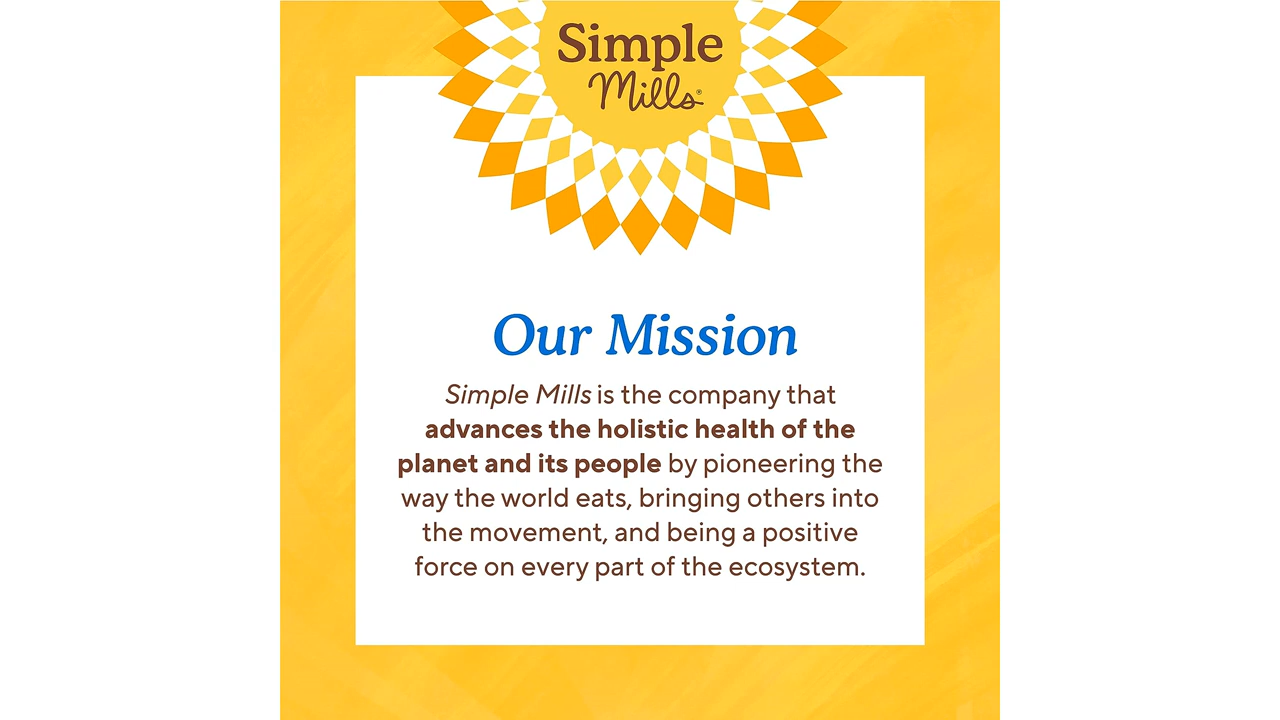 Simple
Mills®
Our Mission
Simple Mills is the company that
advances the holistic health of the
planet and its people by pioneering the
way the world eats, bringing others into
the movement, and being a positive
force on every part of the ecosystem.